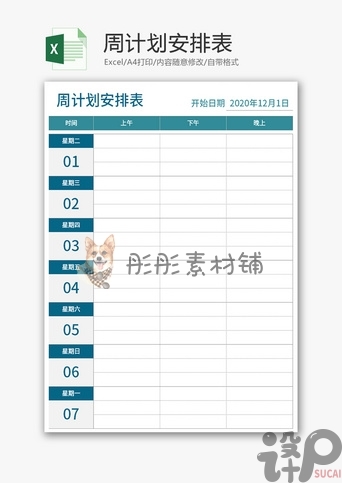 X
周计划安排表
Excel/A4打印/内容随意修改/自带格式
周计划安排表
开始日期 2020年12月1日
时间 上午 下午 晚上
星期二
01
星期三
02
星期四
03
星期五
04
星期六
05
星期日
06
星期一
07
彤彤素材铺
设
SUCAI